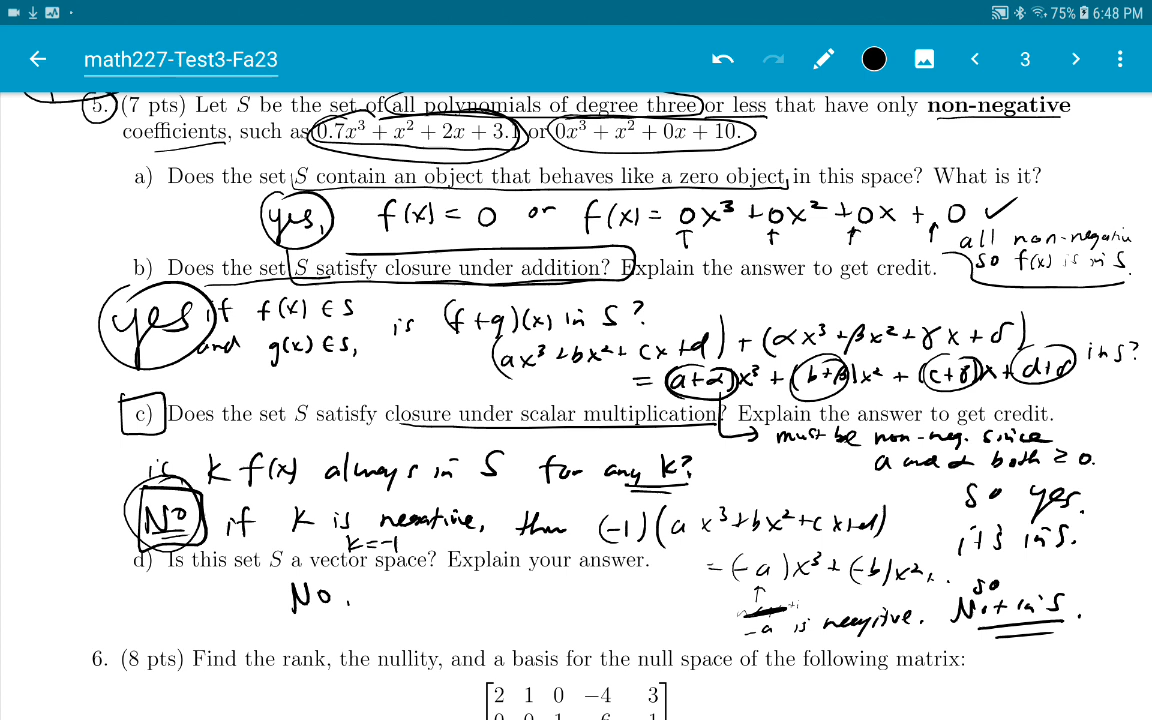 75% 6:48 PM
math227-Test3-Fa23
3
5. (7 pts) Let S be the set of all polynomials of degree three or less that have only non-negative
coefficients, such as 0.7x³ + x² + 2x + 3.1 or 0x³ + x² + 0x + 10.
a) Does the set S contain an object that behaves like a zero object, in this space? What is it?
yes, f(x) = 0 or f(x) = 0x³ + 0x² + 0x + 0 ✓
all non-negativ
so f(x) is in S.
b) Does the set S satisfy closure under addition? Explain the answer to get credit.
yes if f(x) ∈ S is (f+g)(x) in S?
and g(x) ∈ S,
(ax³ + bx² + cx + d) + (αx³ + βx² + γx + δ)
= (a+α)x³ + (b+β)x² + (c+γ)x + d+δ in S?
c) Does the set S satisfy closure under scalar multiplication? Explain the answer to get credit.
→ must be non-neg. since
a and α both ≥ 0.
so yes.
it's in S.
is k f(x) always in S for any k?
No if k is negative, then (-1)(ax³ + bx² + cx + d)
k = -1
d) Is this set S a vector space? Explain your answer.
= (-a)x³ + (-b)x² + ..
No.
-a is negative. so Not in S.
6. (8 pts) Find the rank, the nullity, and a basis for the null space of the following matrix:
2 1 0 −4 3